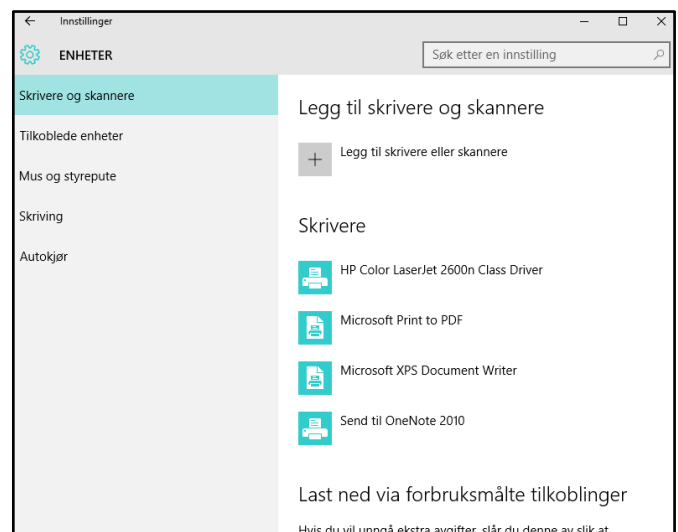 Innstillinger
ENHETER
Søk etter en innstilling
Skrivere og skannere
Tilkoblede enheter
Mus og styrepute
Skriving
Autokjør
Legg til skrivere og skannere
Legg til skrivere eller skannere
Skrivere
HP Color LaserJet 2600n Class Driver
Microsoft Print to PDF
Microsoft XPS Document Writer
Send til OneNote 2010
Last ned via forbruksmålte tilkoblinger
Hvis du vil unngå ekstra avgifter, slår du denne av slik at